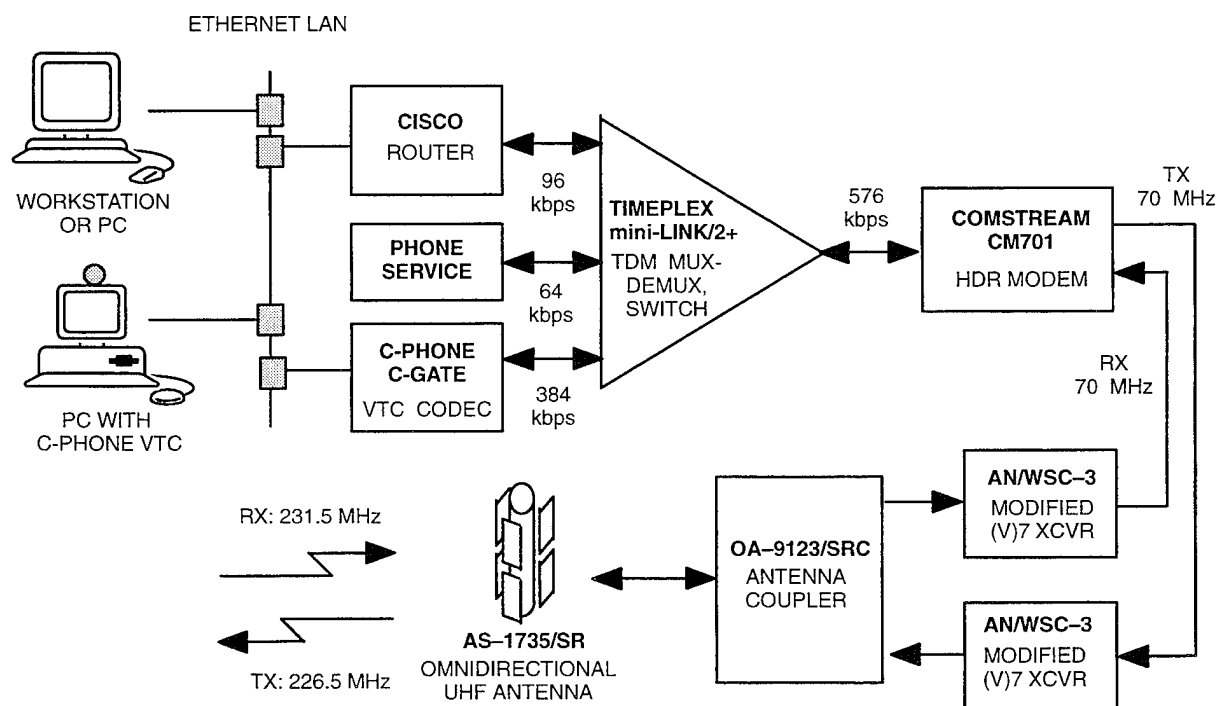 ETHERNET LAN
WORKSTATION
OR PC
PC WITH
C-PHONE VTC
CISCO
ROUTER
PHONE
SERVICE
C-PHONE
C-GATE
VTC CODEC
96
kbps
64
kbps
384
kbps
TIMEPLEX
mini-LINK/2+
TDM MUX-
DEMUX,
SWITCH
576
kbps
COMSTREAM
CM701
HDR MODEM
TX
70 MHz
RX
70 MHz
RX: 231.5 MHz
TX: 226.5 MHz
AS–1735/SR
OMNIDIRECTIONAL
UHF ANTENNA
OA–9123/SRC
ANTENNA
COUPLER
AN/WSC–3
MODIFIED
(V)7 XCVR
AN/WSC–3
MODIFIED
(V)7 XCVR